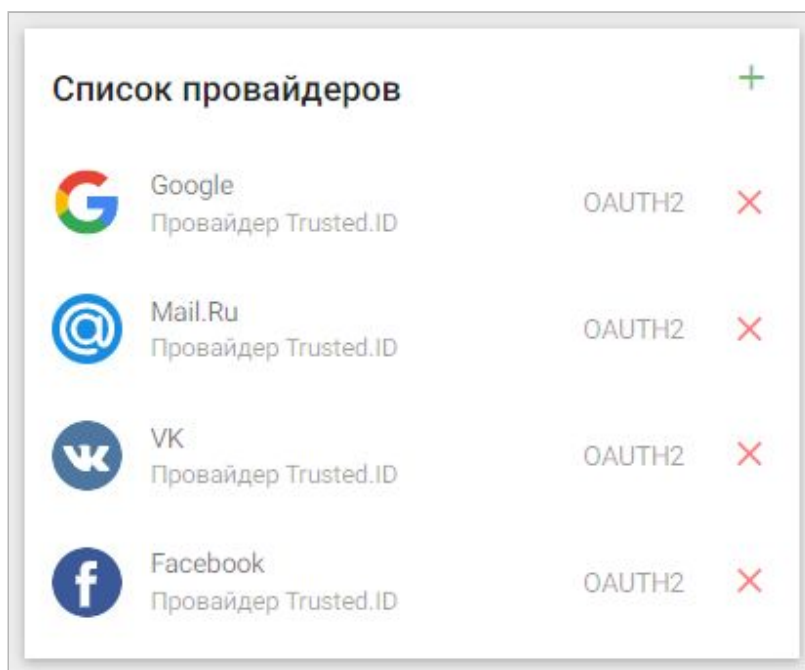 Список провайдеров
Google
Провайдер Trusted.ID
OAUTH2
Mail.Ru
Провайдер Trusted.ID
OAUTH2
VK
Провайдер Trusted.ID
OAUTH2
Facebook
Провайдер Trusted.ID
OAUTH2